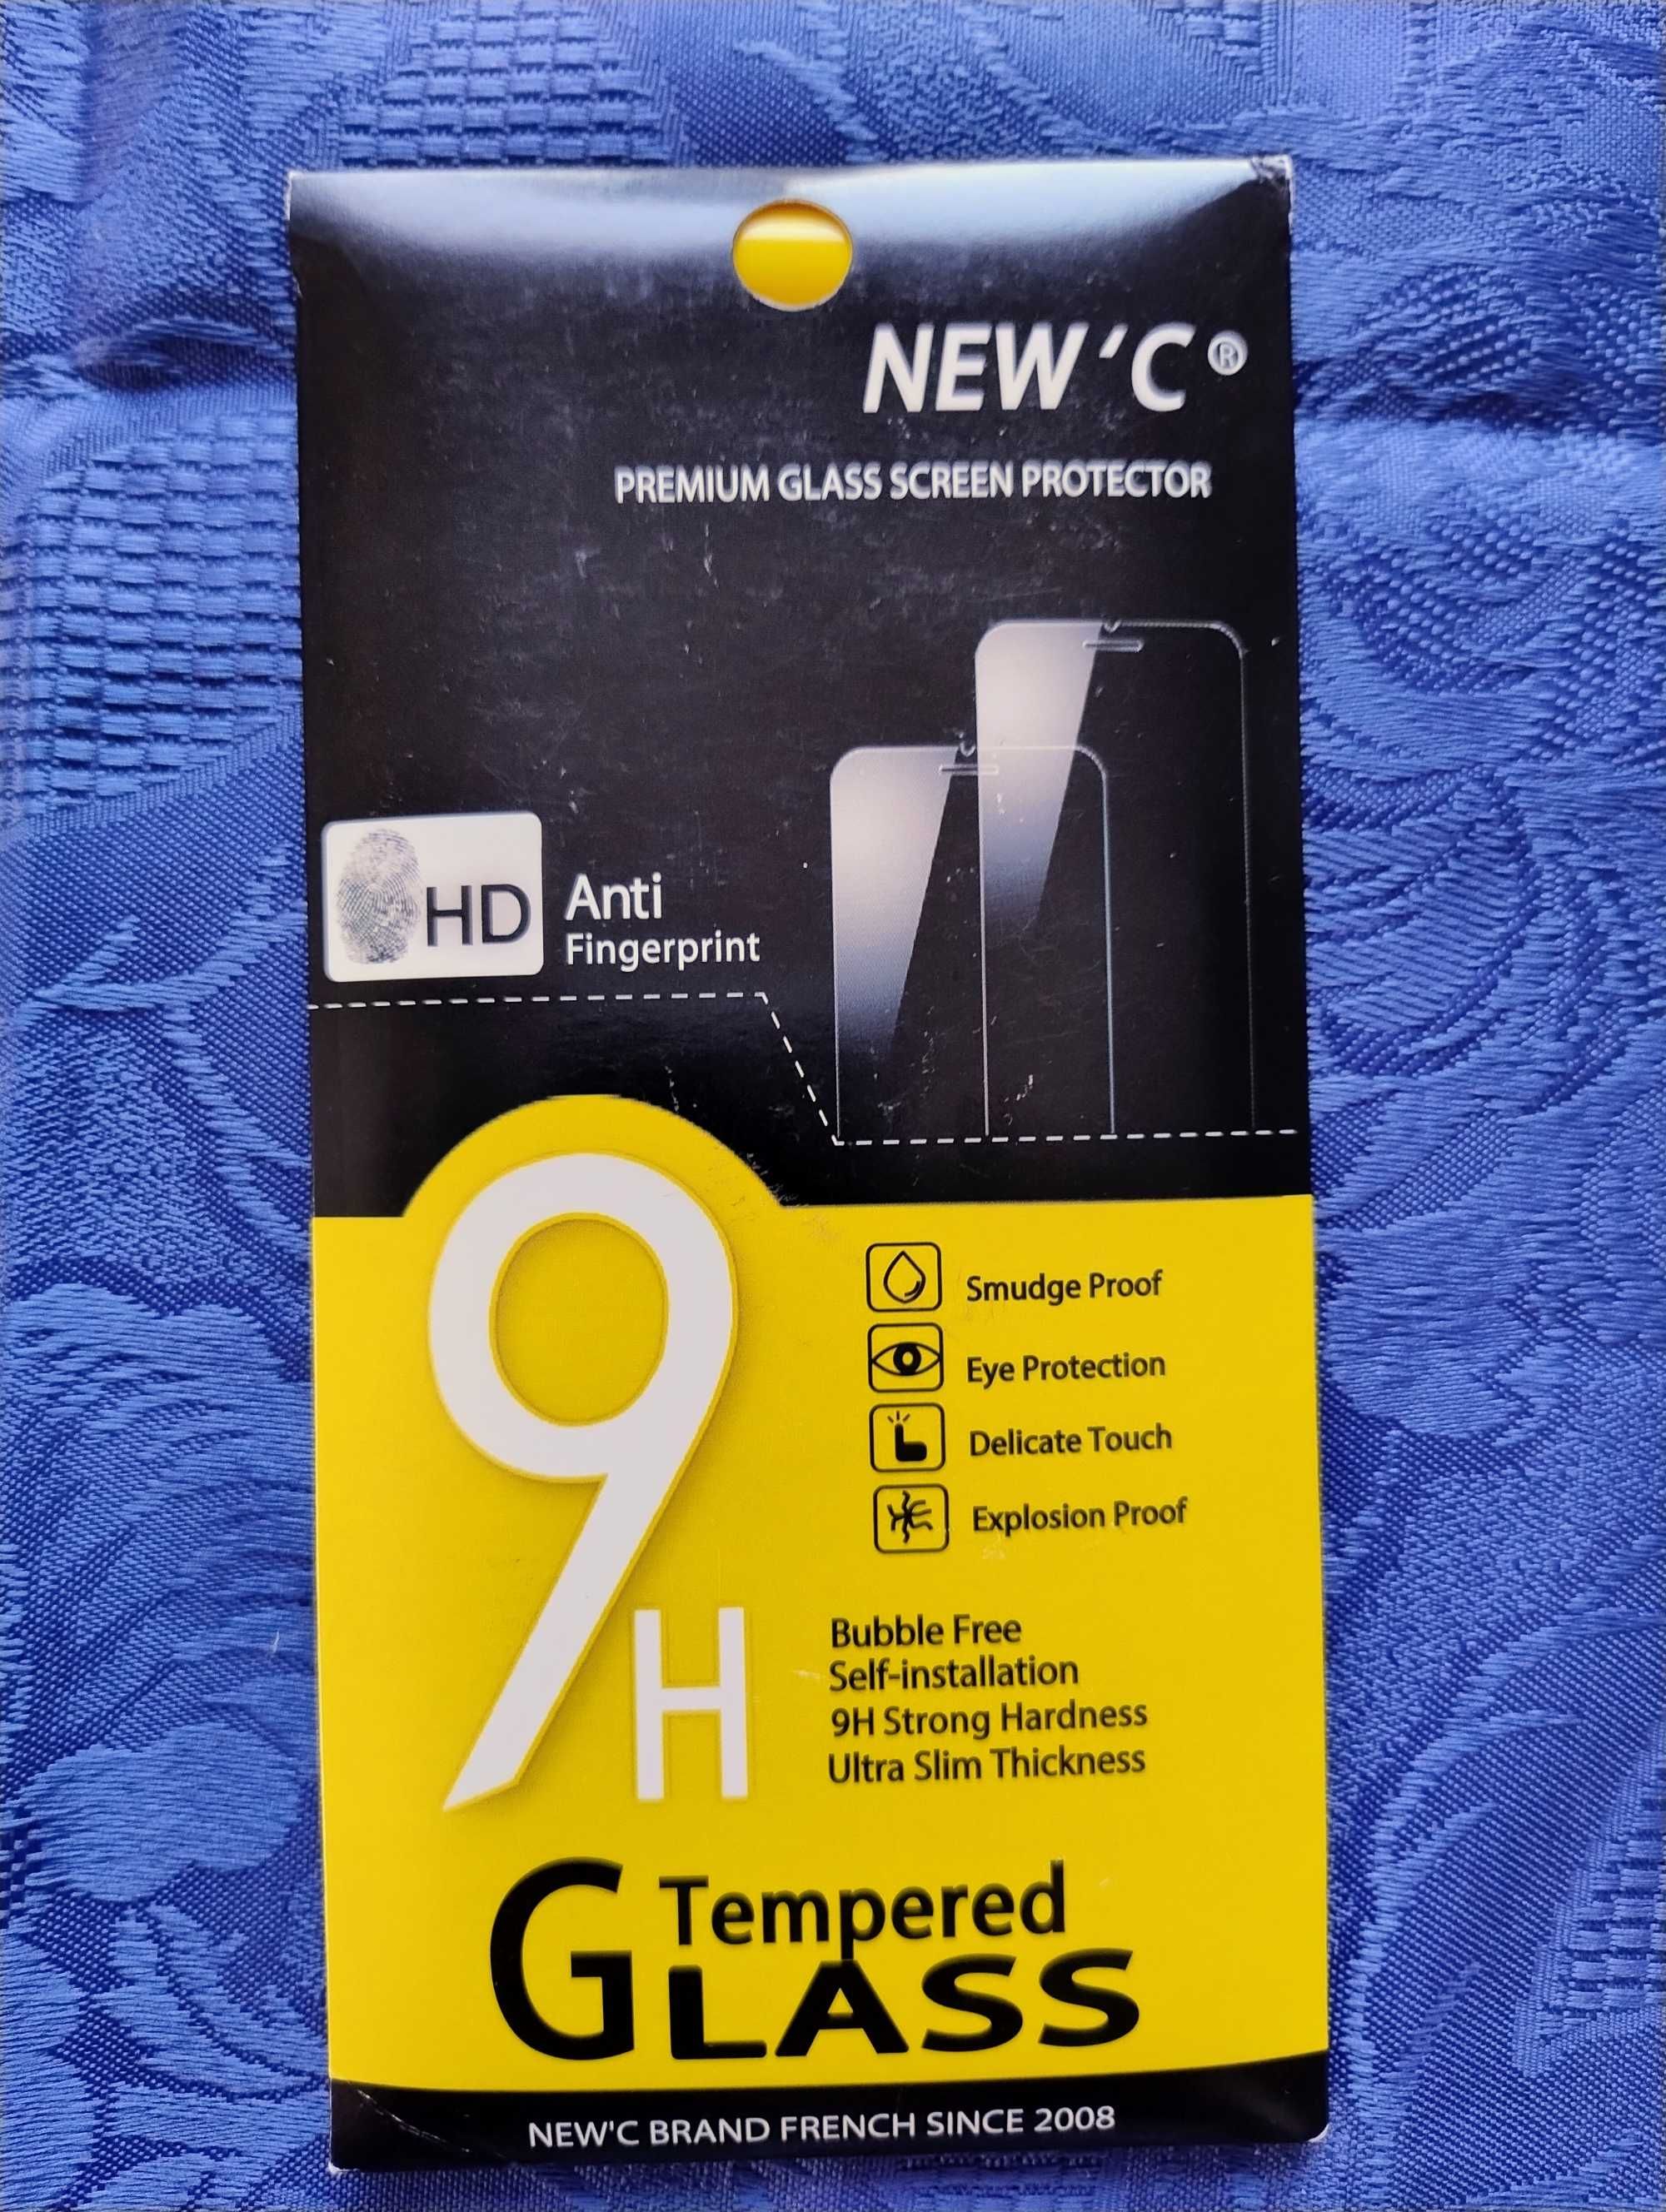 NEW'C®
PREMIUM GLASS SCREEN PROTECTOR
HD
Anti
Fingerprint
9H
Smudge Proof
Eye Protection
Delicate Touch
Explosion Proof
Bubble Free
Self-installation
9H Strong Hardness
Ultra Slim Thickness
Tempered
GLASS
NEW'C BRAND FRENCH SINCE 2008